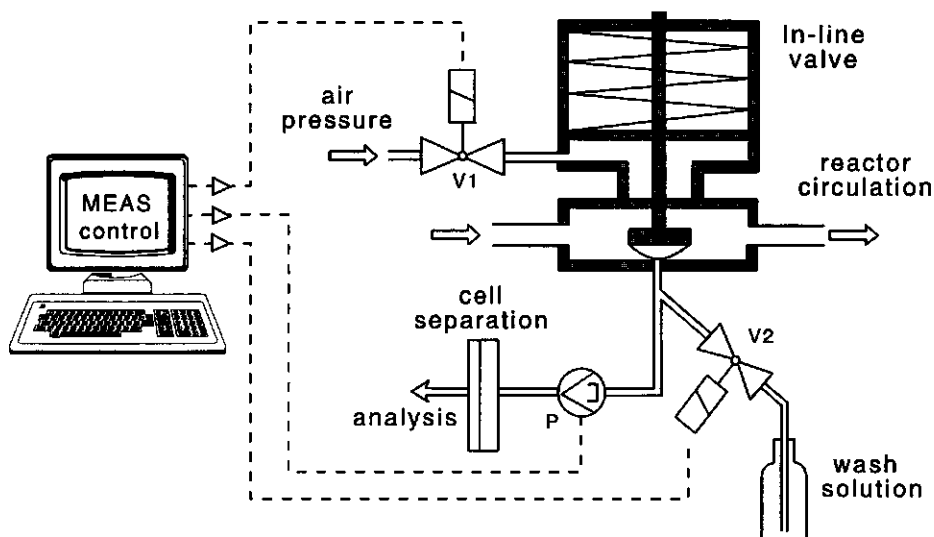 In-line
valve
air
pressure
V1
reactor
circulation
MEAS
control
cell
separation
V2
analysis
P
wash
solution